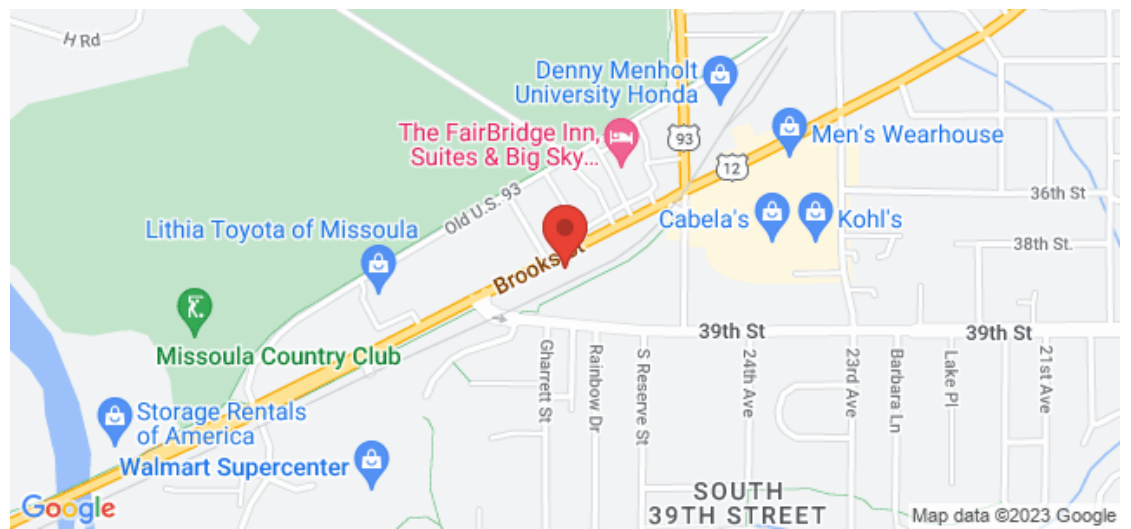 H Rd
Denny Menholt
University Honda
The FairBridge Inn,
Suites & Big Sky...
93
Men's Wearhouse
12
36th St
Old U.S. 93
Cabela's
Kohl's
Lithia Toyota of Missoula
38th St.
Brooks St
39th St
39th St
Missoula Country Club
Gharrett St
Rainbow Dr
S Reserve St
24th Ave
23rd Ave
Barbara Ln
Lake Pl
21st Ave
Storage Rentals
of America
Walmart Supercenter
SOUTH
39TH STREET
Google
Map data ©2023 Google